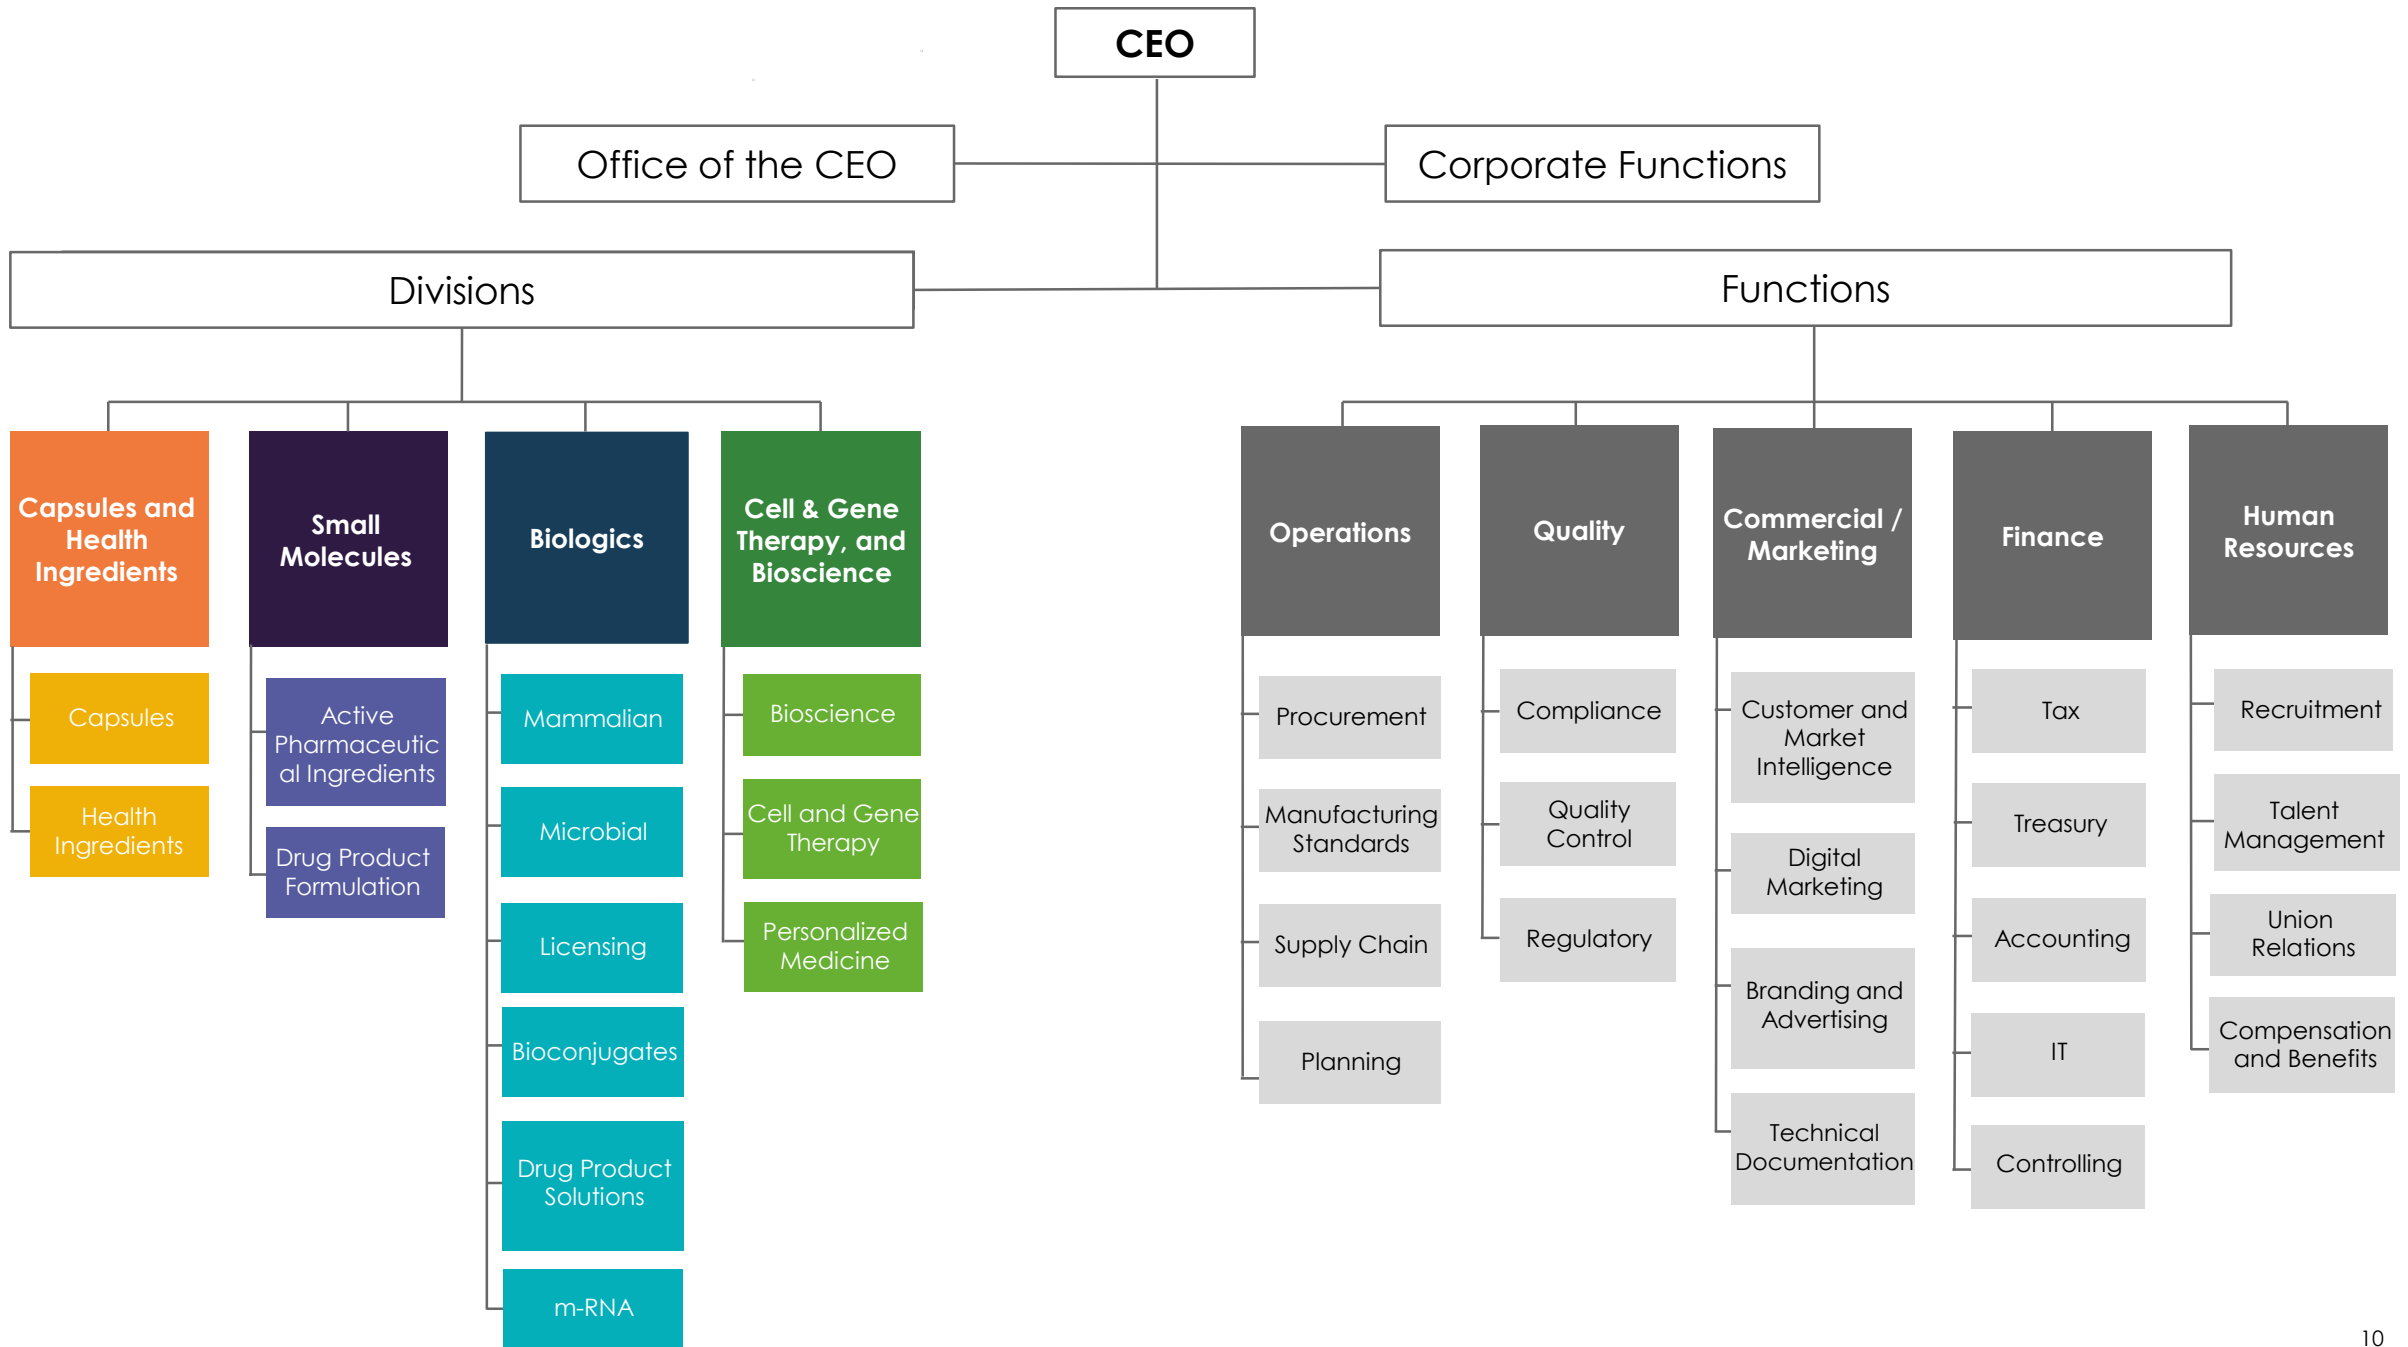 CEO
Office of the CEO
Corporate Functions
Divisions
Functions
Capsules and
Health
Ingredients
Small
Molecules
Biologics
Cell & Gene
Therapy, and
Bioscience
Operations
Quality
Commercial /
Marketing
Finance
Human
Resources
Capsules
Health
Ingredients
Active
Pharmaceutic
al Ingredients
Drug Product
Formulation
Mammalian
Microbial
Licensing
Bioconjugates
Drug Product
Solutions
m-RNA
Bioscience
Cell and Gene
Therapy
Personalized
Medicine
Procurement
Manufacturing
Standards
Supply Chain
Planning
Compliance
Quality
Control
Regulatory
Customer and
Market
Intelligence
Digital
Marketing
Branding and
Advertising
Technical
Documentation
Tax
Treasury
Accounting
IT
Controlling
Recruitment
Talent
Management
Union
Relations
Compensation
and Benefits
10